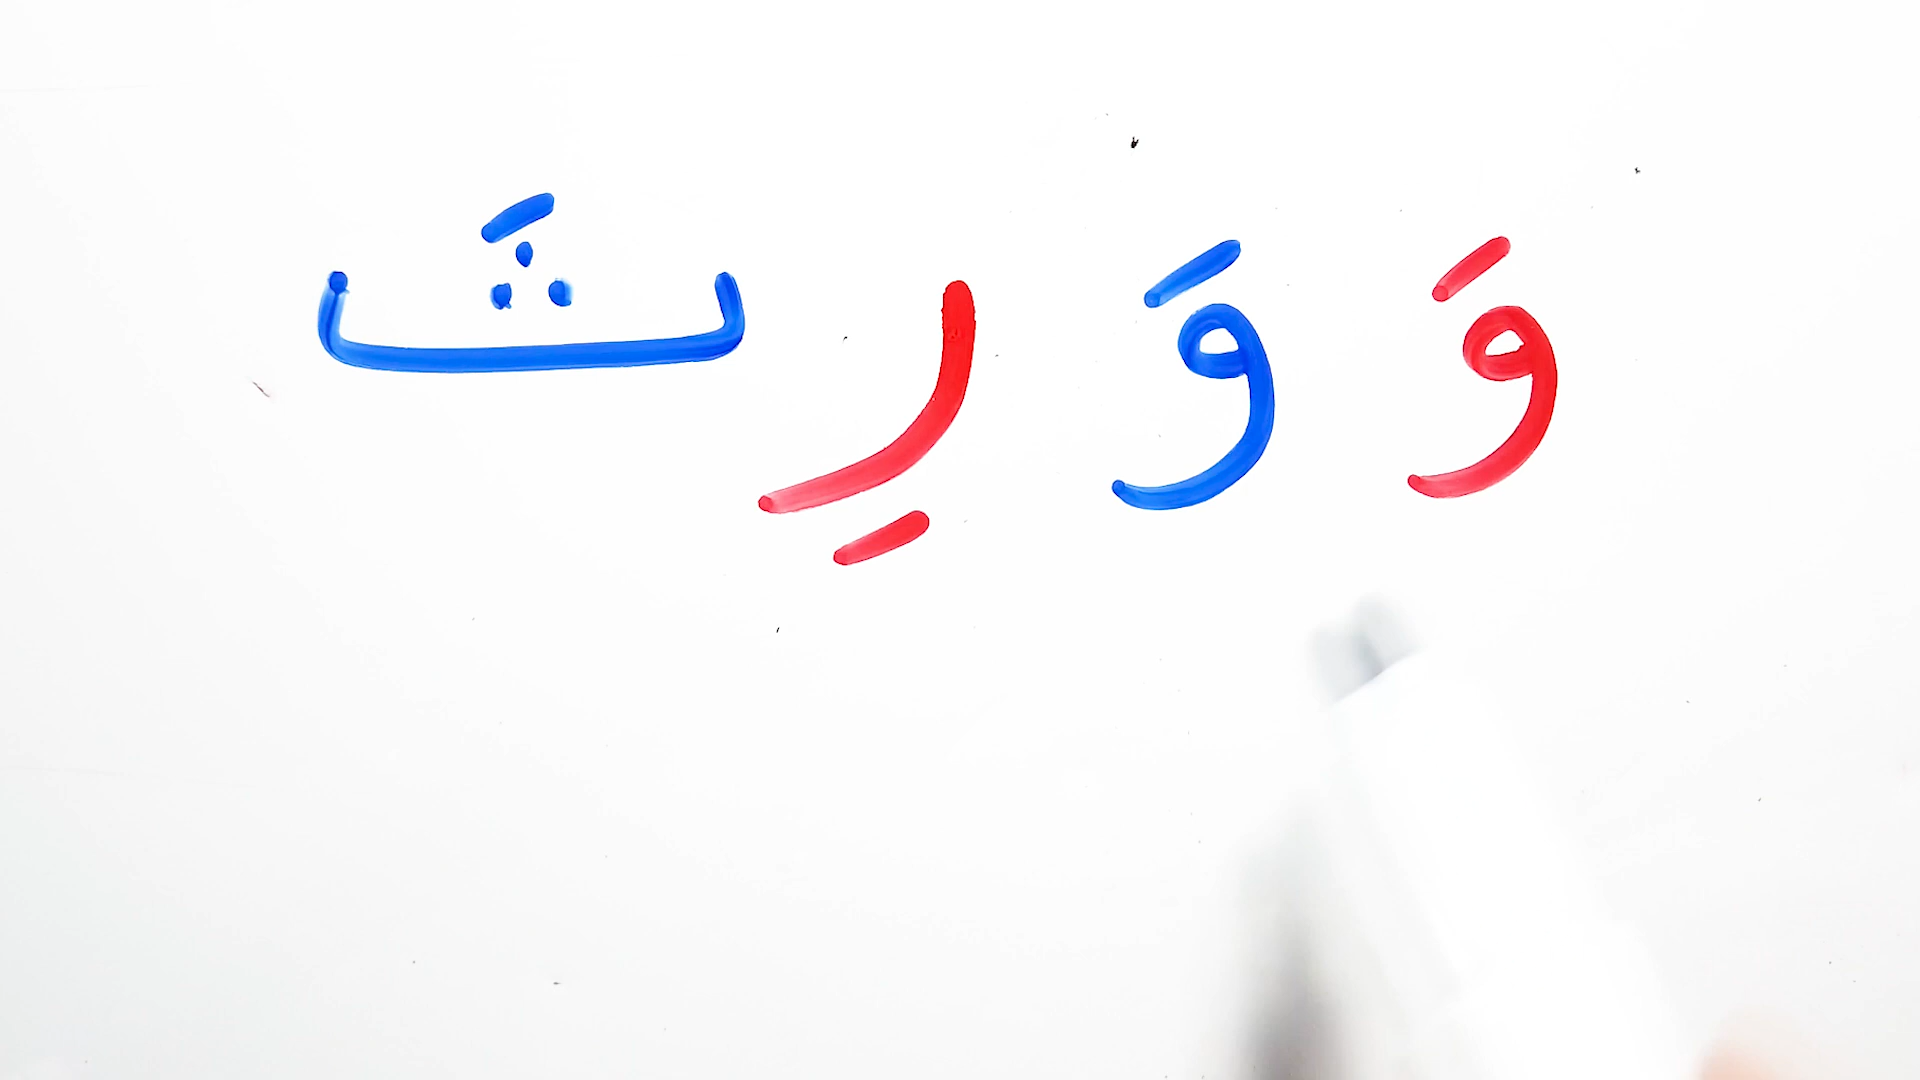 وَ وَ رِ ثَ